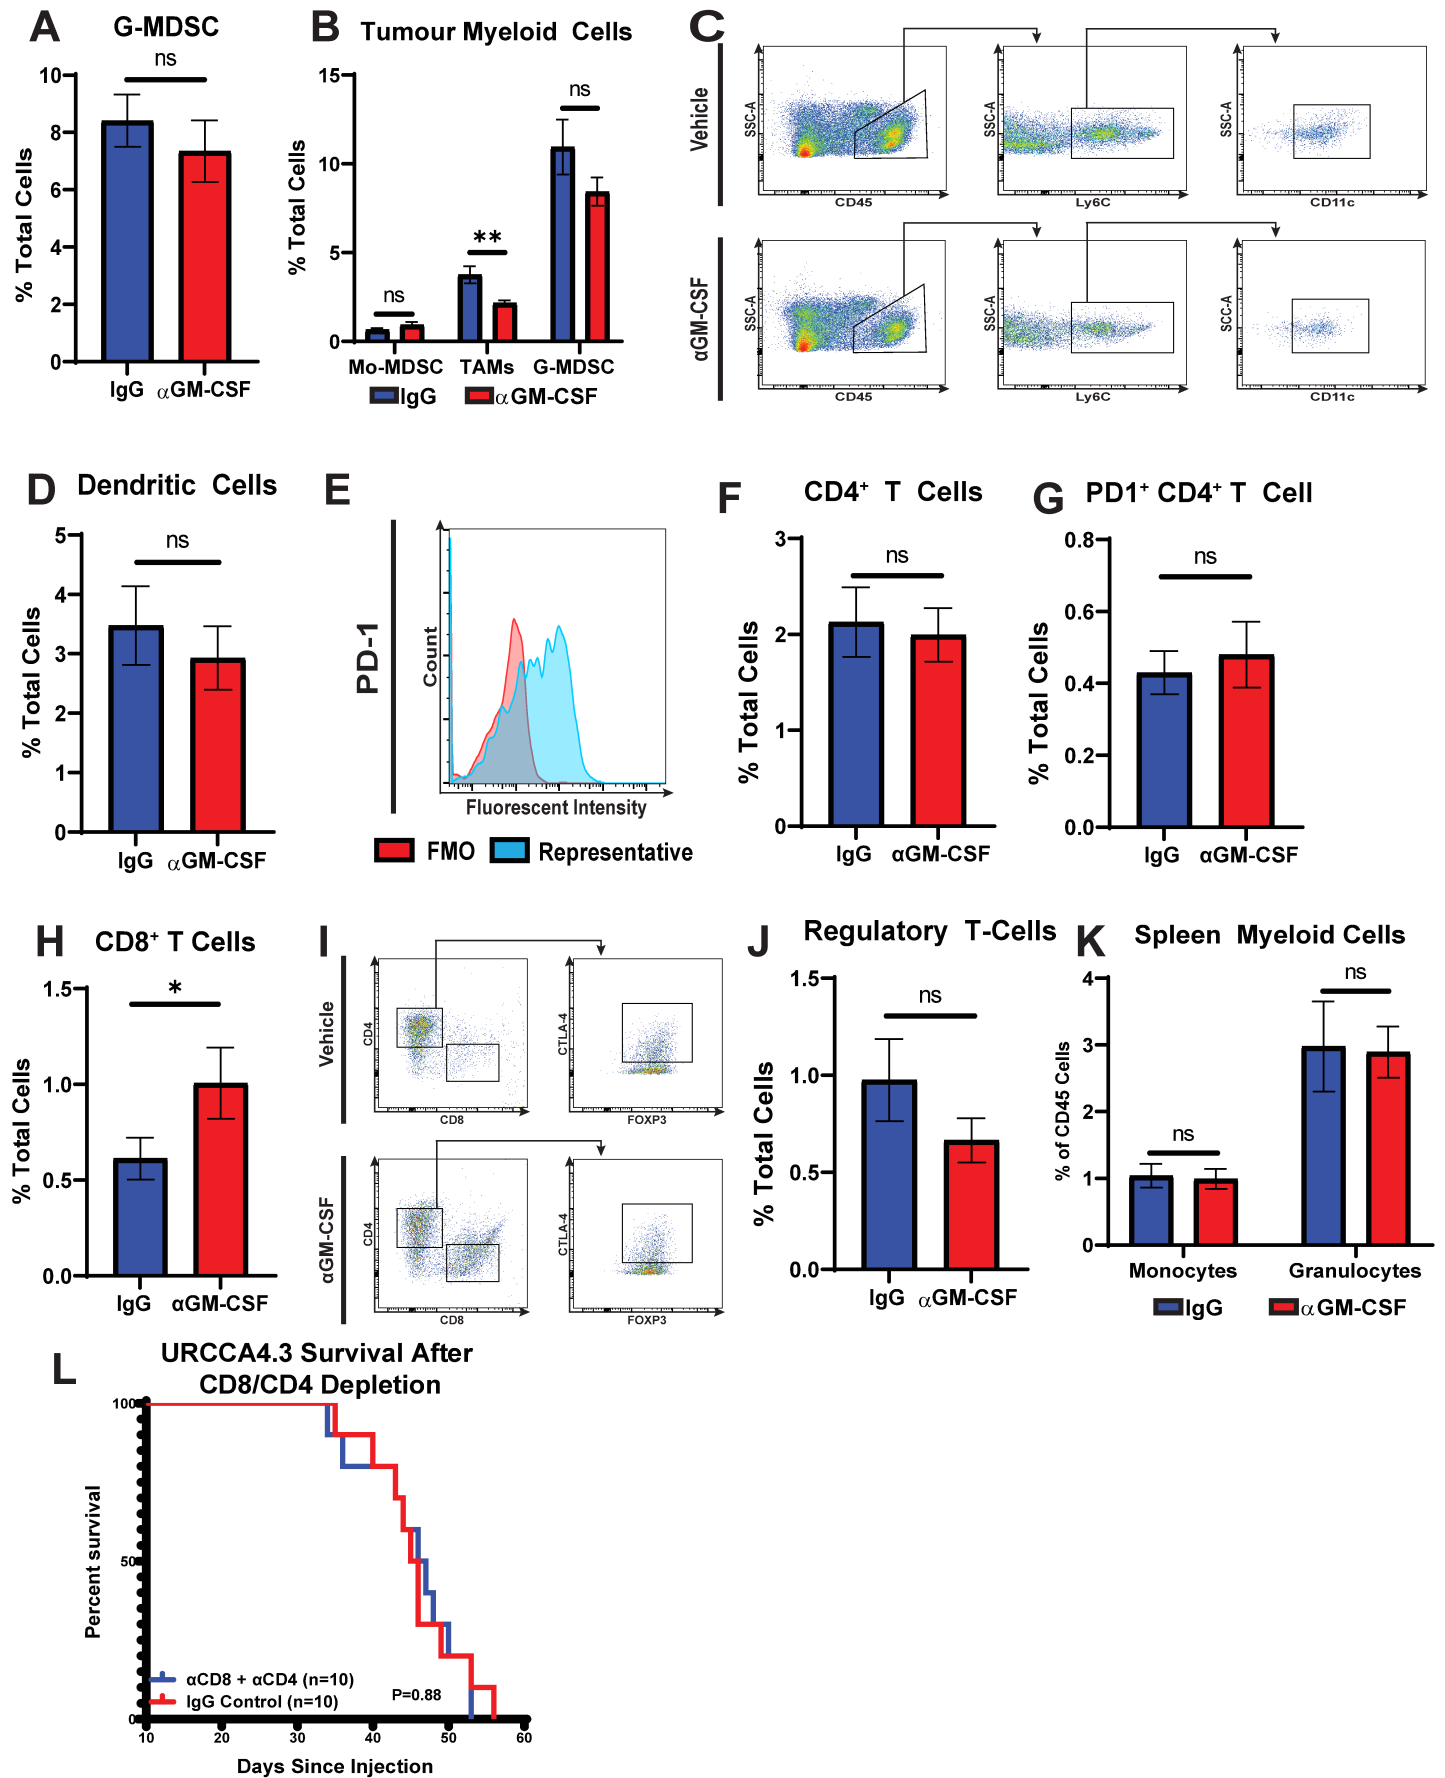 A
G-MDSC
ns
% Total Cells
10
8
6
4
2
0
IgG
αGM-CSF
B
Tumour Myeloid Cells
% Total Cells
15
10
5
0
ns
**
ns
Mo-MDSC
TAMs
G-MDSC
IgG
αGM-CSF
C
Vehicle
SSC-A
CD45
SSC-A
Ly6C
SSC-A
CD11c
αGM-CSF
SSC-A
CD45
SSC-A
Ly6C
SCC-A
CD11c
D
Dendritic Cells
ns
% Total Cells
5
4
3
2
1
0
IgG
αGM-CSF
E
PD-1
Count
Fluorescent Intensity
FMO
Representative
F
CD4+ T Cells
ns
% Total Cells
3
2
1
0
IgG
αGM-CSF
G
PD1+ CD4+ T Cell
ns
% Total Cells
0.8
0.6
0.4
0.2
0.0
IgG
αGM-CSF
H
CD8+ T Cells
*
% Total Cells
1.5
1.0
0.5
0.0
IgG
αGM-CSF
I
Vehicle
CD4
CD8
CTLA-4
FOXP3
αGM-CSF
CD4
CD8
CTLA-4
FOXP3
J
Regulatory T-Cells
ns
% Total Cells
1.5
1.0
0.5
0.0
IgG
αGM-CSF
K
Spleen Myeloid Cells
% of CD45 Cells
4
3
2
1
0
ns
ns
Monocytes
Granulocytes
IgG
αGM-CSF
L
URCCA4.3 Survival After
CD8/CD4 Depletion
Percent survival
100
50
0
αCD8 + αCD4 (n=10)
IgG Control (n=10)
P=0.88
10
20
30
40
50
60
Days Since Injection